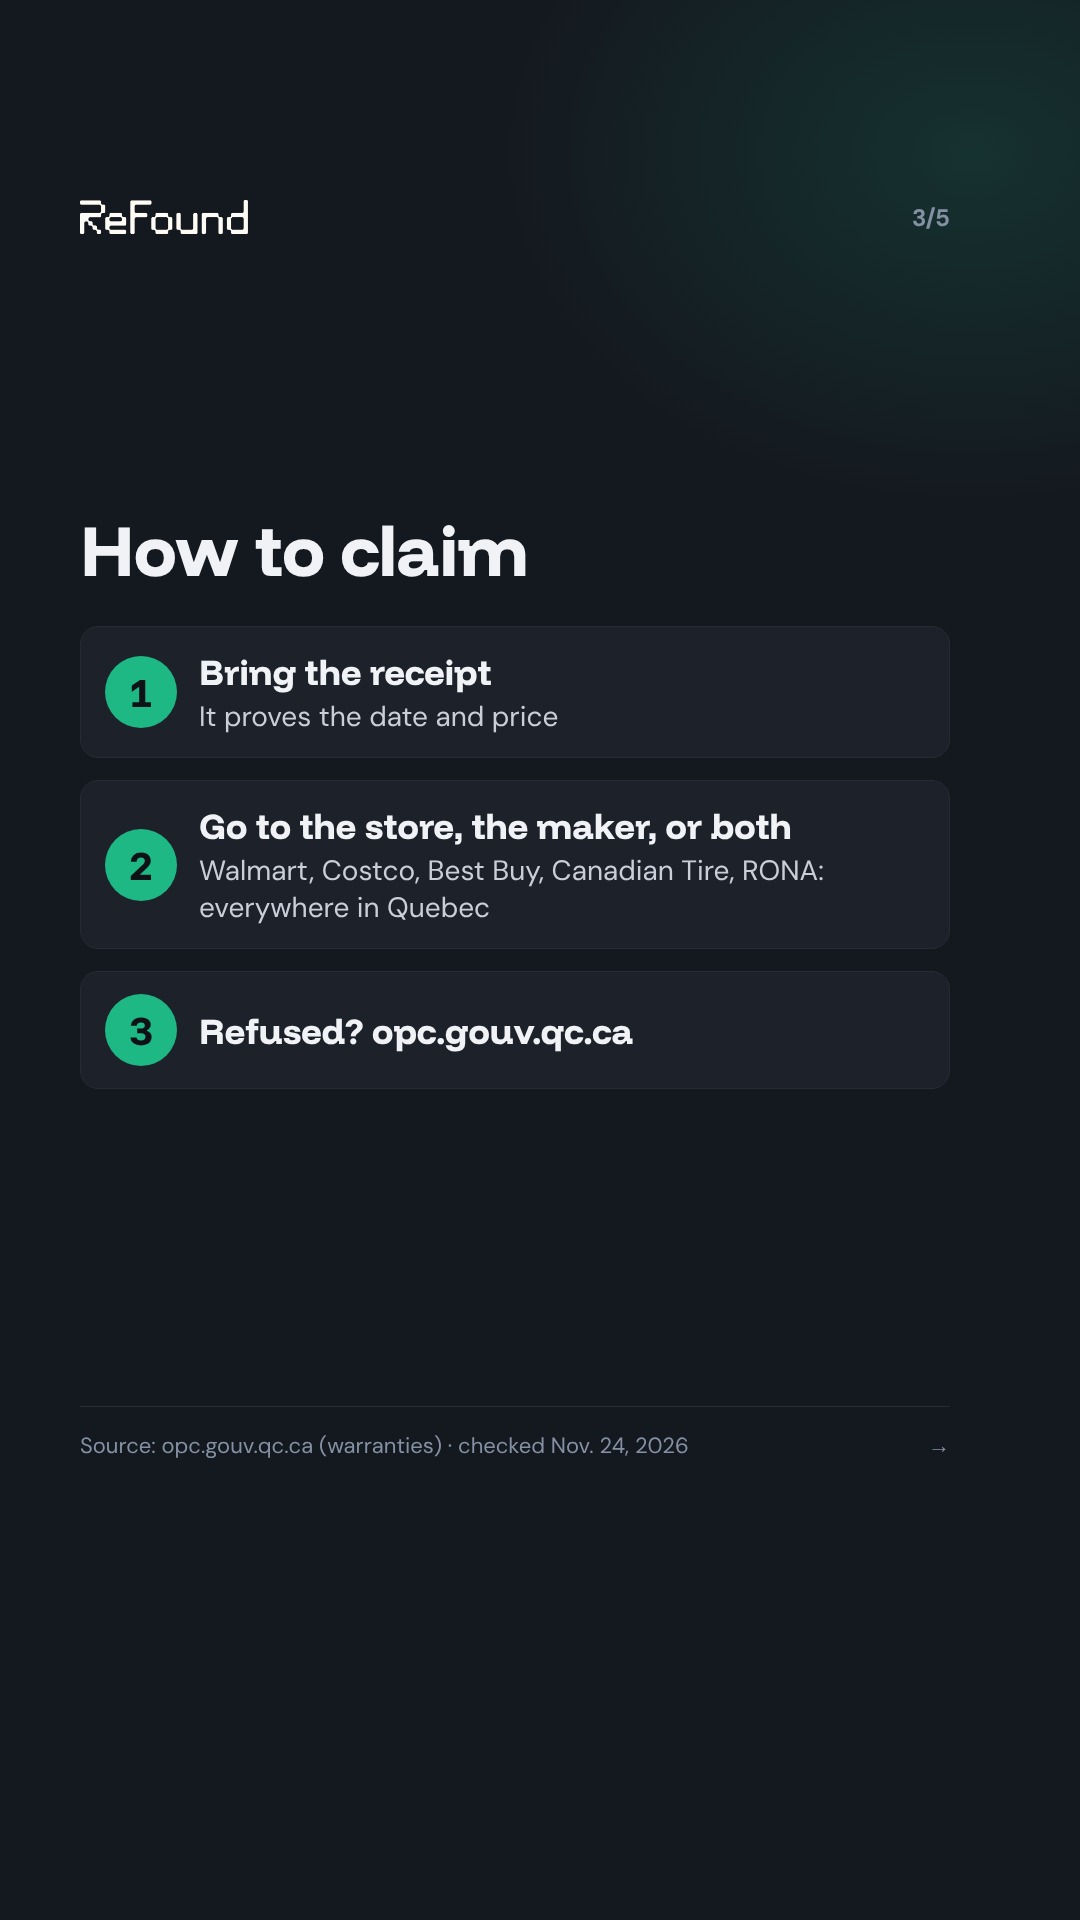 ReFound
3/5
How to claim
1
Bring the receipt
It proves the date and price
2
Go to the store, the maker, or both
Walmart, Costco, Best Buy, Canadian Tire, RONA:
everywhere in Quebec
3
Refused? opc.gouv.qc.ca
Source: opc.gouv.qc.ca (warranties) · checked Nov. 24, 2026 →